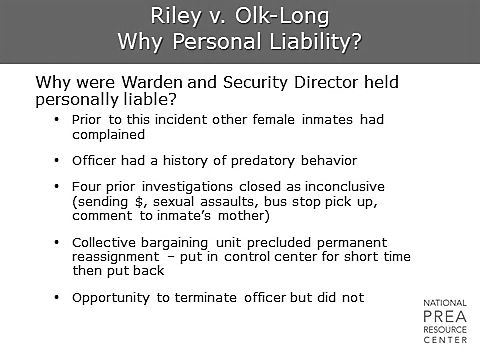 Riley v. Olk-Long
Why Personal Liability?
Why were Warden and Security Director held
personally liable?
• Prior to this incident other female inmates had
complained
• Officer had a history of predatory behavior
• Four prior investigations closed as inconclusive
(sending $, sexual assaults, bus stop pick up,
comment to inmate's mother)
• Collective bargaining unit precluded permanent
reassignment – put in control center for short time
then put back
• Opportunity to terminate officer but did not
NATIONAL
PREA
RESOURCE
CENTER